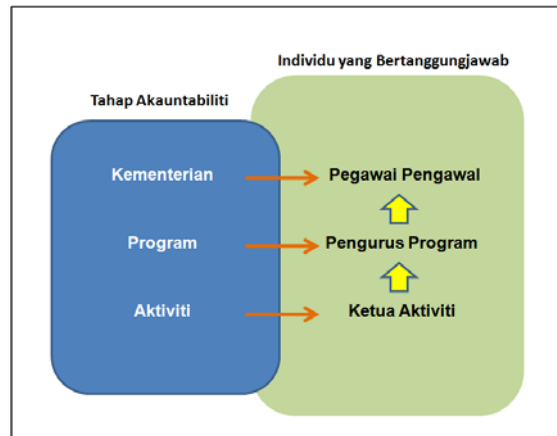 Individu yang Bertanggungjawab
Tahap Akauntabiliti
Kementerian
Pegawai Pengawal
Program
Pengurus Program
Aktiviti
Ketua Aktiviti